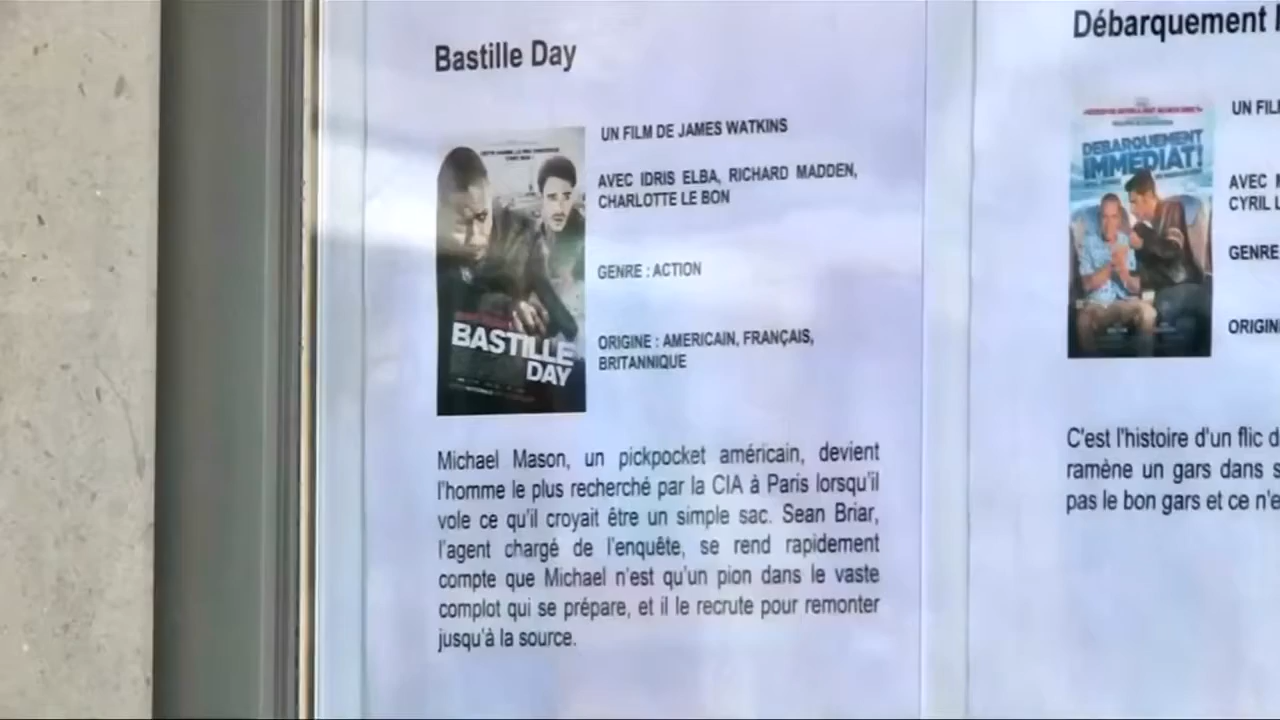 Bastille Day
UN FILM DE JAMES WATKINS
AVEC IDRIS ELBA, RICHARD MADDEN,
CHARLOTTE LE BON
GENRE : ACTION
ORIGINE : AMERICAIN, FRANÇAIS,
BRITANNIQUE
BASTILLE
DAY
Michael Mason, un pickpocket américain, devient
l'homme le plus recherché par la CIA à Paris lorsqu'il
vole ce qu'il croyait être un simple sac. Sean Briar,
l'agent chargé de l'enquête, se rend rapidement
compte que Michael n'est qu'un pion dans le vaste
complot qui se prépare, et il le recrute pour remonter
jusqu'à la source.
Débarquement
UN FIL
AVEC
CYRIL L
GENRE
ORIGIN
DEBARQUEMENT
IMMEDIAT!
C'est l'histoire d'un flic d
ramène un gars dans s
pas le bon gars et ce n'e